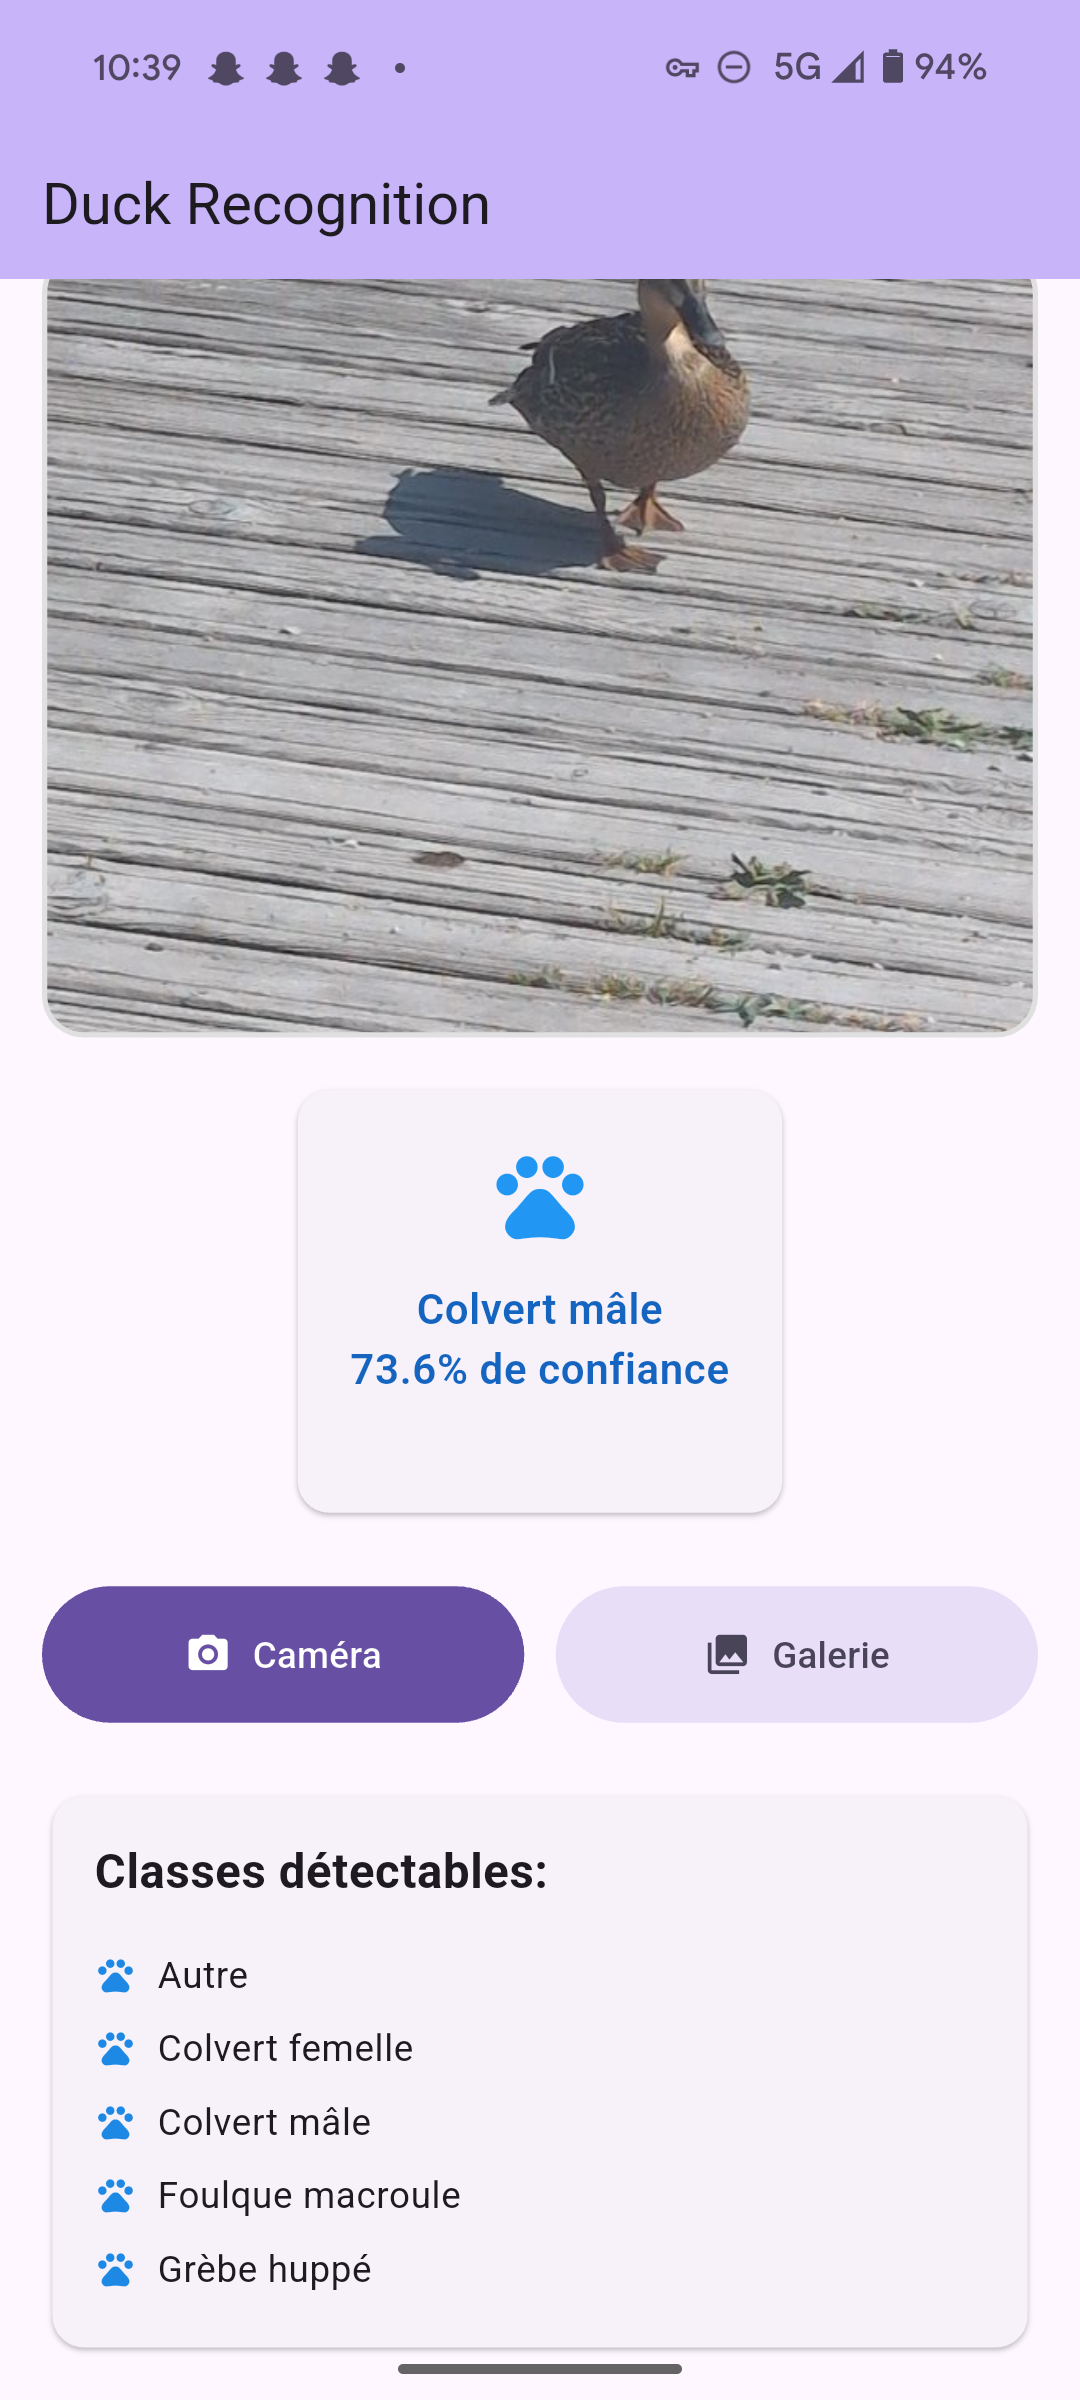 10:39 5G 94%
Duck Recognition
Colvert mâle
73.6% de confiance
Caméra Galerie
Classes détectables:
Autre
Colvert femelle
Colvert mâle
Foulque macroule
Grèbe huppé